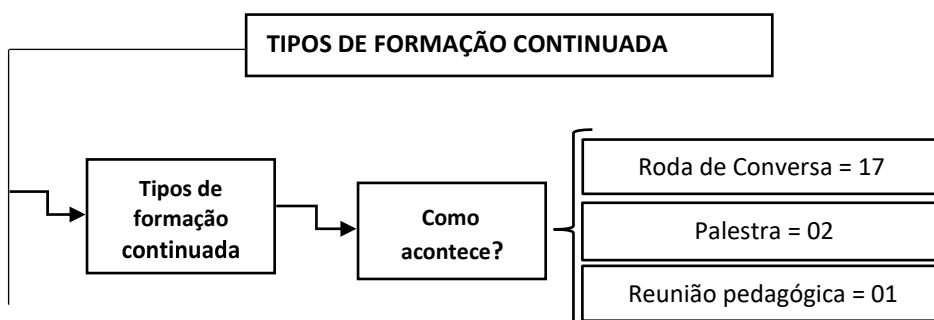 TIPOS DE FORMAÇÃO CONTINUADA
Tipos de
formação
continuada
Como
acontece?
Roda de Conversa = 17
Palestra = 02
Reunião pedagógica = 01